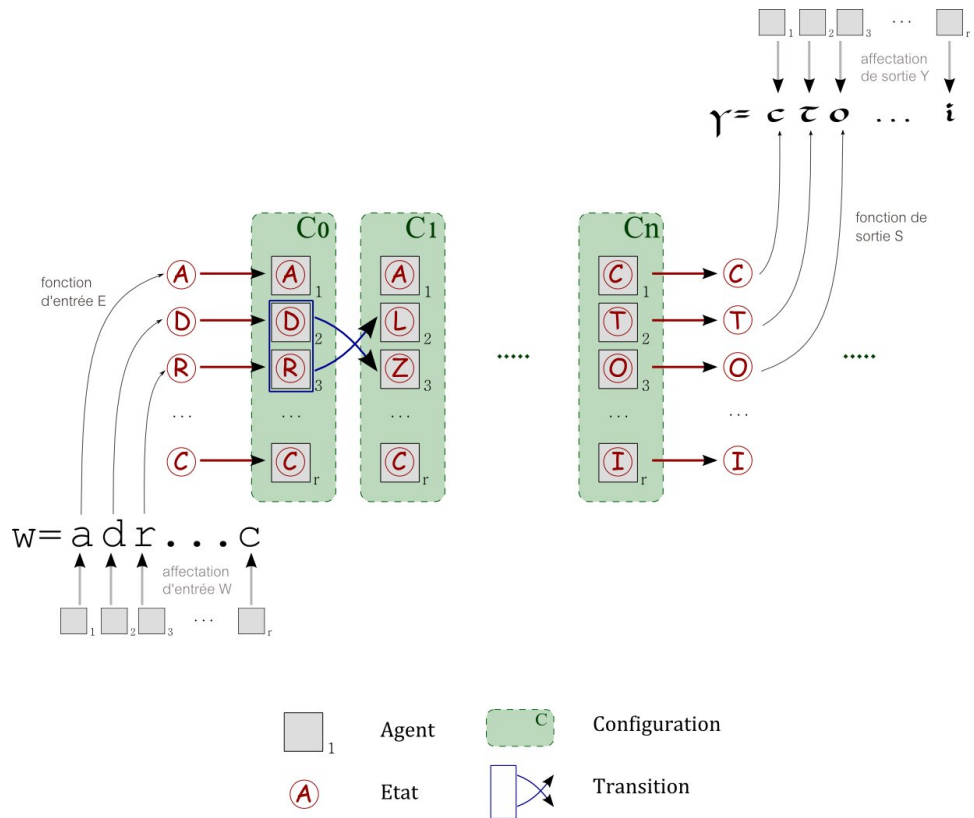 1 2 3 ... r
affectation
de sortie Y
γ= c τ o ... i
C0 C1 Cn
fonction de
sortie S
fonction
d'entrée E
A A 1 A 1 C 1 C
D D 2 L 2 T 2 T
R R 3 Z 3 ..... O 3 O .....
... ... ... ... ...
C C r C r I r I
w= a d r ... c
affectation
d'entrée W
1 2 3 ... r
1 Agent C Configuration
A Etat Transition